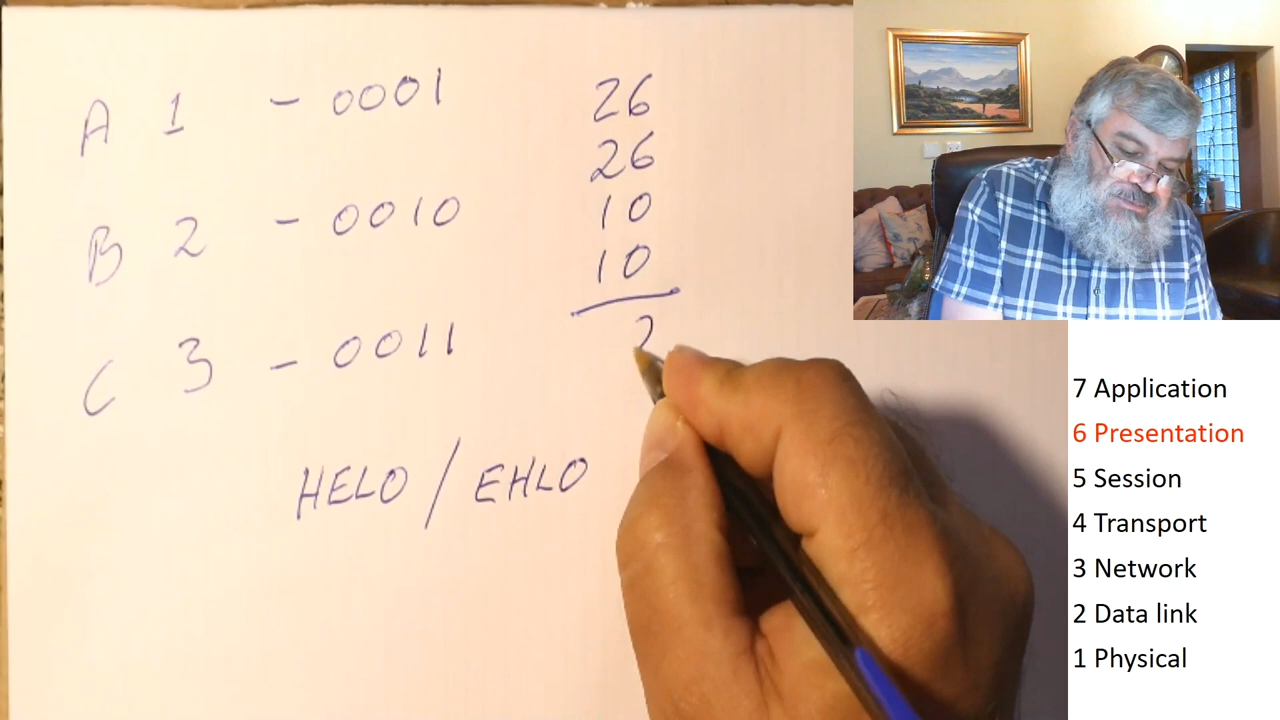 A 1 - 0001
B 2 - 0010
C 3 - 0011
HELO / EHLO
26
26
10
10
2
7 Application
6 Presentation
5 Session
4 Transport
3 Network
2 Data link
1 Physical